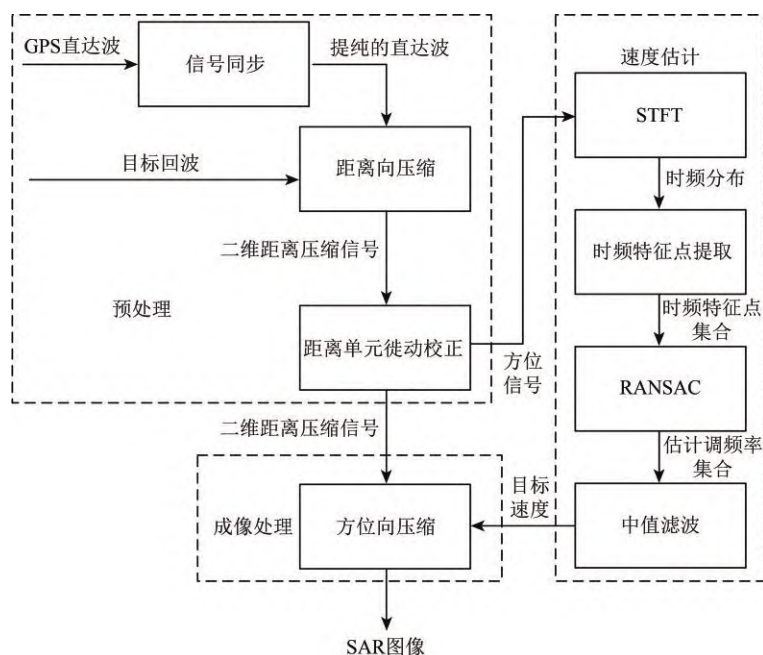 GPS直达波
信号同步
提纯的直达波
目标回波
距离向压缩
二维距离压缩信号
预处理
距离单元徙动校正
方位
信号
二维距离压缩信号
成像处理
方位向压缩
SAR图像
速度估计
STFT
时频分布
时频特征点提取
时频特征点
集合
RANSAC
估计调频率
集合
中值滤波
目标
速度